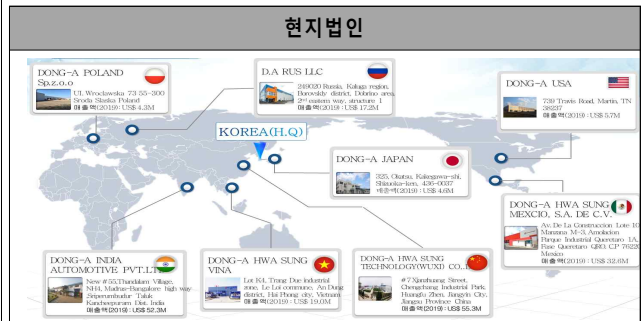 현지법인
DONG-A POLAND
Sp.z.o.o
Ul. Wroclawska 73 55-300
Sroda Slaska Poland
매출액(2019) : US$ 4.3M
D.A RUS LLC
249020 Russia, Kaluga region,
Borovskiy district, Dobrino area,
2nd eastern way, structure 1
매출액(2019) : US$ 17.2M
DONG-A USA
739 Travis Road, Martin, TN
38237
매출액(2019) : US$ 5.7M
KOREA(H.Q)
DONG-A JAPAN
325, Okatsu, Kakegawa-shi,
Shizuoka-ken, 436-0037
매출액(2019) : US$ 4.6M
DONG-A HWA SUNG
MEXCIO, S.A. DE C.V.
Av. De La Construccion Lote 10
Manzana M-3, Amoliacion
Parque Industrial Queretaro 1A.
Fase Queretaro QRO. CP 76220
Mexico
매출액(2019) : US$ 32.6M
DONG-A INDIA
AUTOMOTIVE PVT.LTD
New #55,Thandalam Village,
NH4, Madras-Bangalore high way
Sriperumbudur Taluk
Kancheepuram Dist. India
매출액(2019) : US$ 52.3M
DONG-A HWA SUNG
VINA
Lot K4, Trang Due industrial
zone, Le Loi commune, An Dung
district, Hai Phong city, Vietnam
매출액(2019) : US$ 19.0M
DONG-A HWA SUNG
TECHNOLOGY(WUXI) CO.
#7 Xinzhuang Street,
Chengchang Industrial Park,
Huangtu Zhen, Jiangyin City,
Jiangsu Province China
매출액(2019) : US$ 55.3M